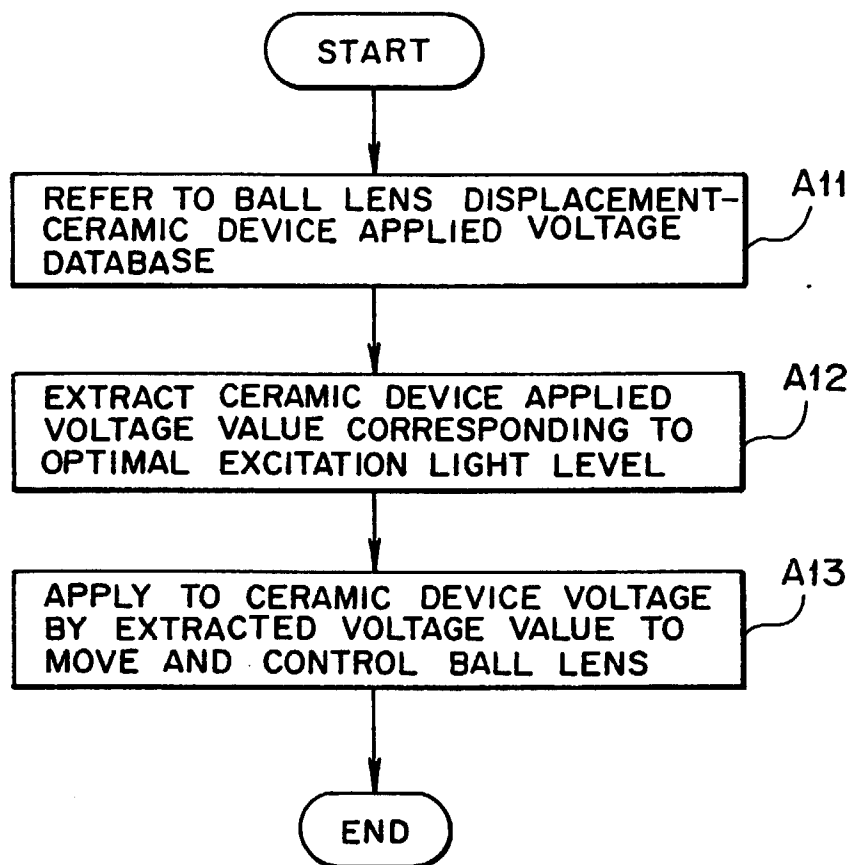 START
A11
REFER TO BALL LENS DISPLACEMENT-
CERAMIC DEVICE APPLIED VOLTAGE
DATABASE
A12
EXTRACT CERAMIC DEVICE APPLIED
VOLTAGE VALUE CORRESPONDING TO
OPTIMAL EXCITATION LIGHT LEVEL
A13
APPLY TO CERAMIC DEVICE VOLTAGE
BY EXTRACTED VOLTAGE VALUE TO
MOVE AND CONTROL BALL LENS
END